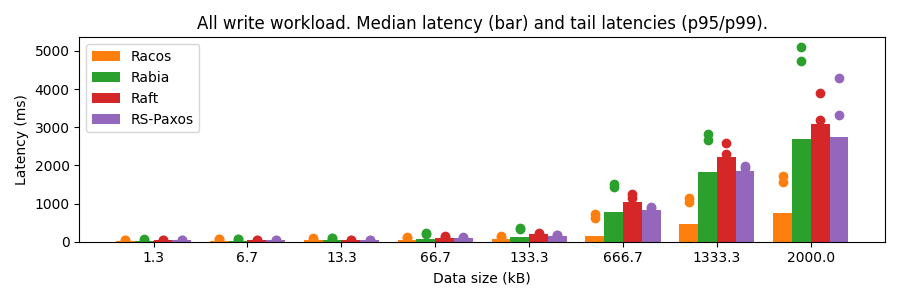 All write workload. Median latency (bar) and tail latencies (p95/p99).
Latency (ms)
5000
4000
3000
2000
1000
0
Racos
Rabia
Raft
RS-Paxos
1.3 6.7 13.3 66.7 133.3 666.7 1333.3 2000.0
Data size (kB)